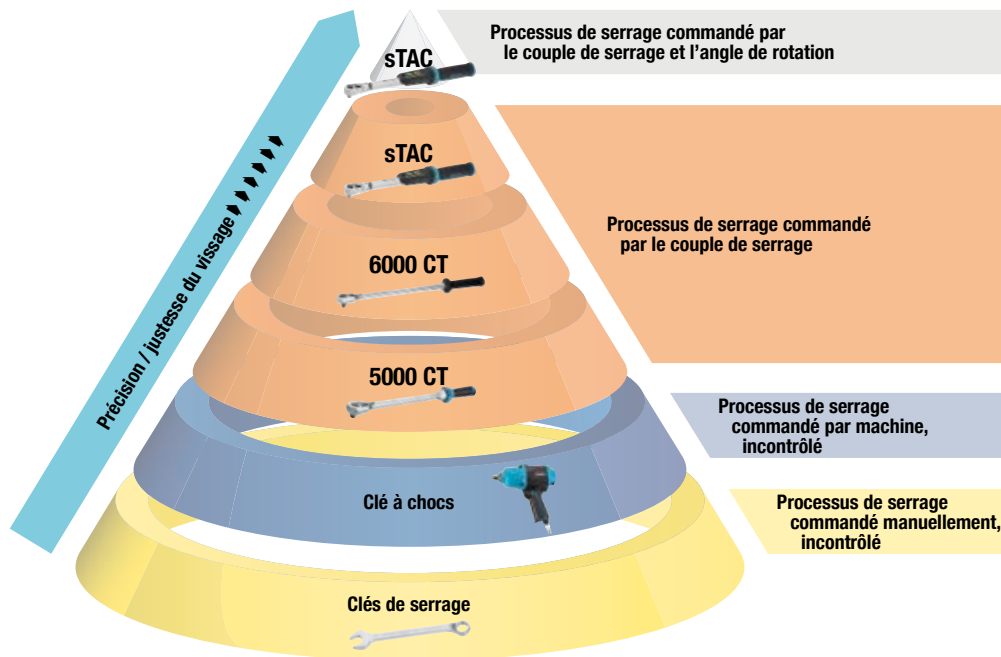 Processus de serrage commandé par
le couple de serrage et l'angle de rotation
sTAC
sTAC
Processus de serrage commandé
par le couple de serrage
6000 CT
Précision / justesse du vissage
5000 CT
Processus de serrage
commandé par machine,
incontrôlé
Clé à chocs
Processus de serrage
commandé manuellement,
incontrôlé
Clés de serrage